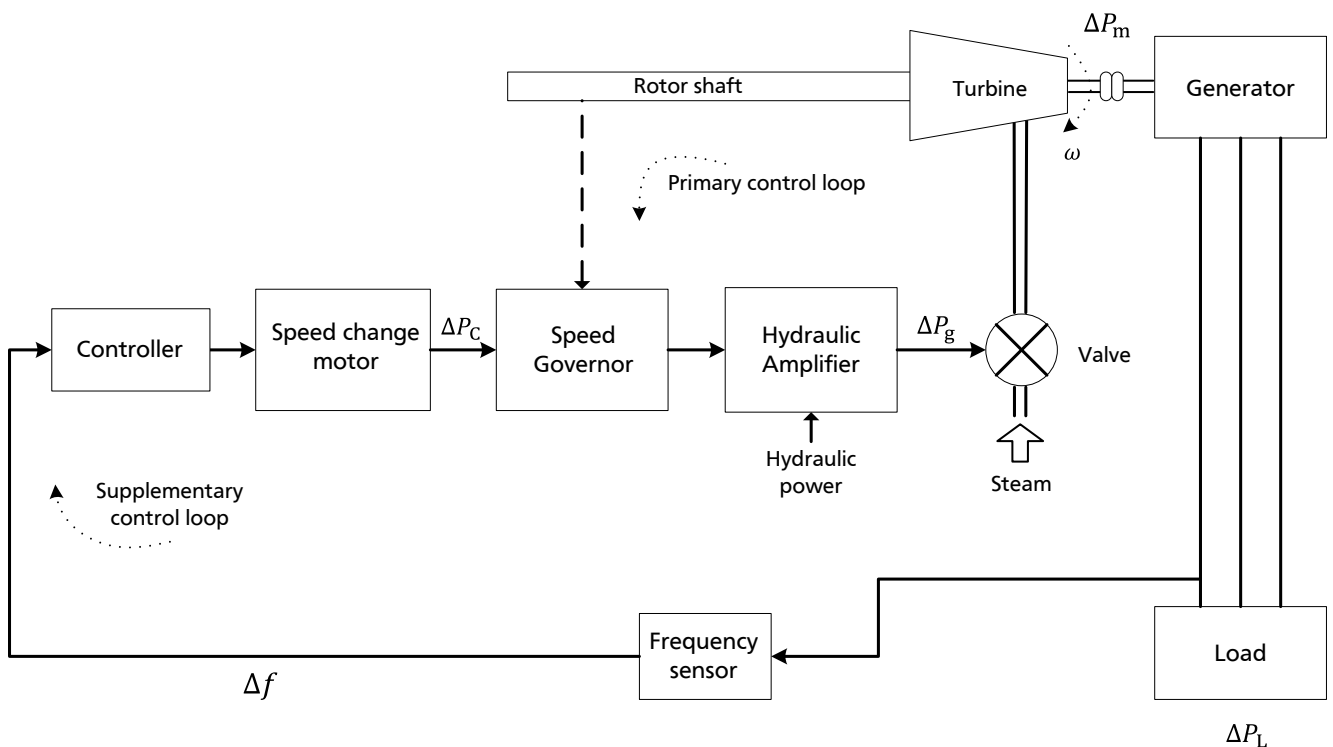 ΔPm
Rotor shaft
Turbine
Generator
ω
Primary control loop
Controller
Speed change
motor
ΔPC
Speed
Governor
Hydraulic
Amplifier
ΔPg
Valve
Hydraulic
power
Steam
Supplementary
control loop
Frequency
sensor
Load
Δf
ΔPL